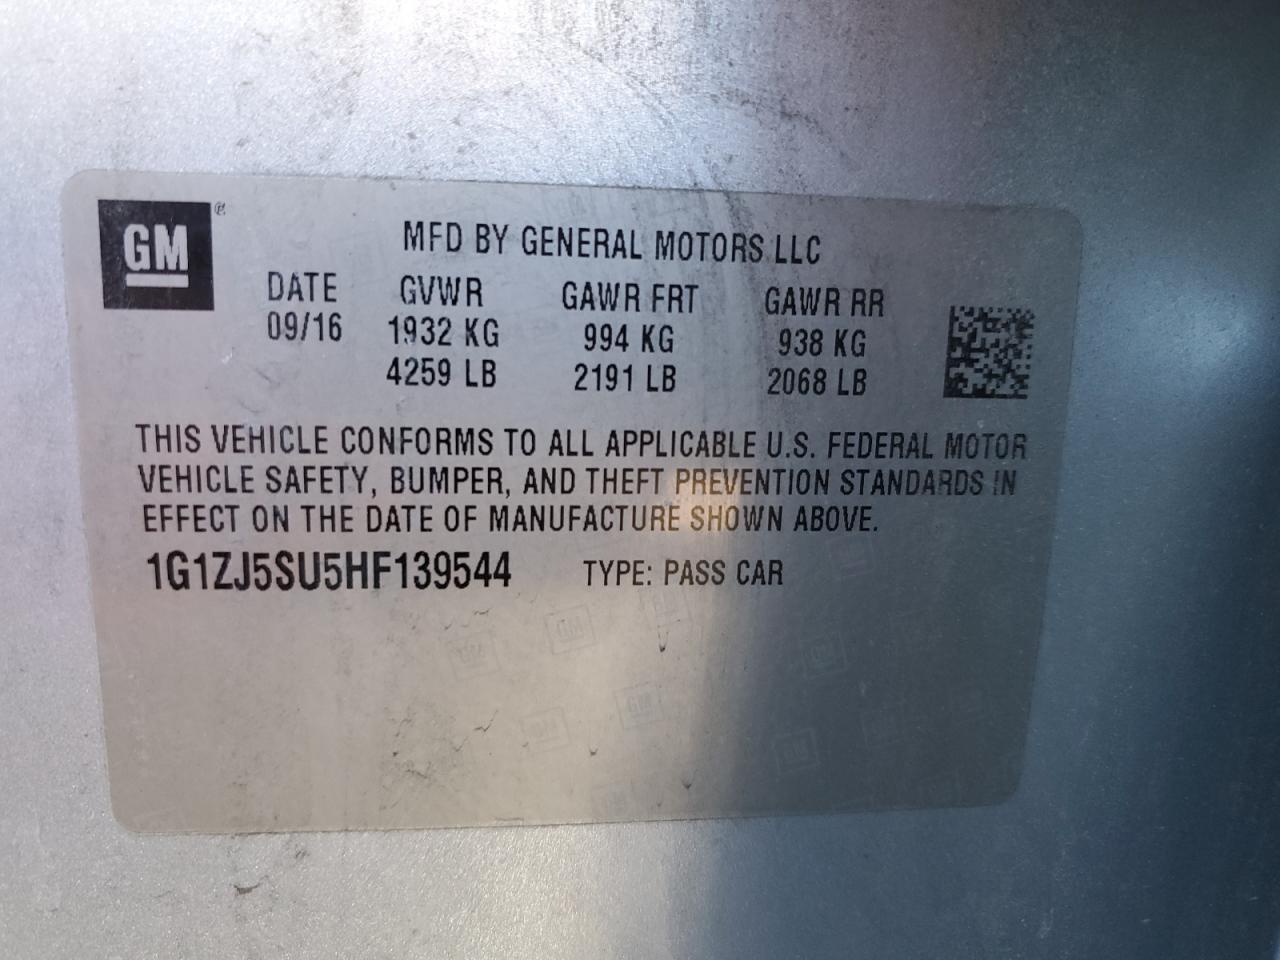 GM
MFD BY GENERAL MOTORS LLC
DATE GVWR GAWR FRT GAWR RR
09/16 1932 KG 994 KG 938 KG
4259 LB 2191 LB 2068 LB
THIS VEHICLE CONFORMS TO ALL APPLICABLE U.S. FEDERAL MOTOR
VEHICLE SAFETY, BUMPER, AND THEFT PREVENTION STANDARDS IN
EFFECT ON THE DATE OF MANUFACTURE SHOWN ABOVE.
1G1ZJ5SU5HF139544 TYPE: PASS CAR